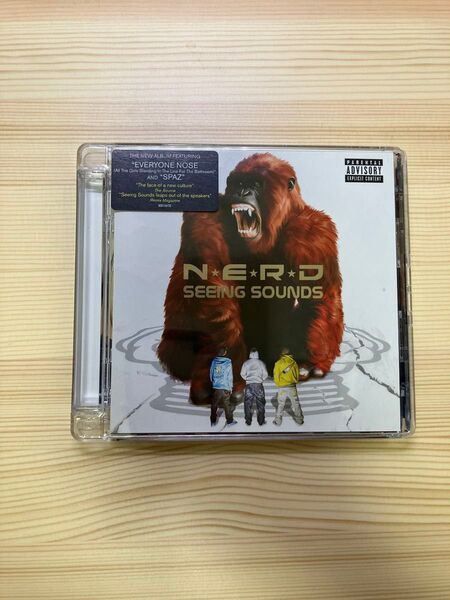 THE NEW ALBUM FEATURING
"EVERYONE NOSE
(All The Girls Standing In The Line For The Bathroom)"
AND "SPAZ"
"The face of a new culture"
The Source
"Seeing Sounds leaps out of the speakers"
Remix Magazine
PARENTAL
ADVISORY
EXPLICIT CONTENT
N★E★R★D
SEEING SOUNDS